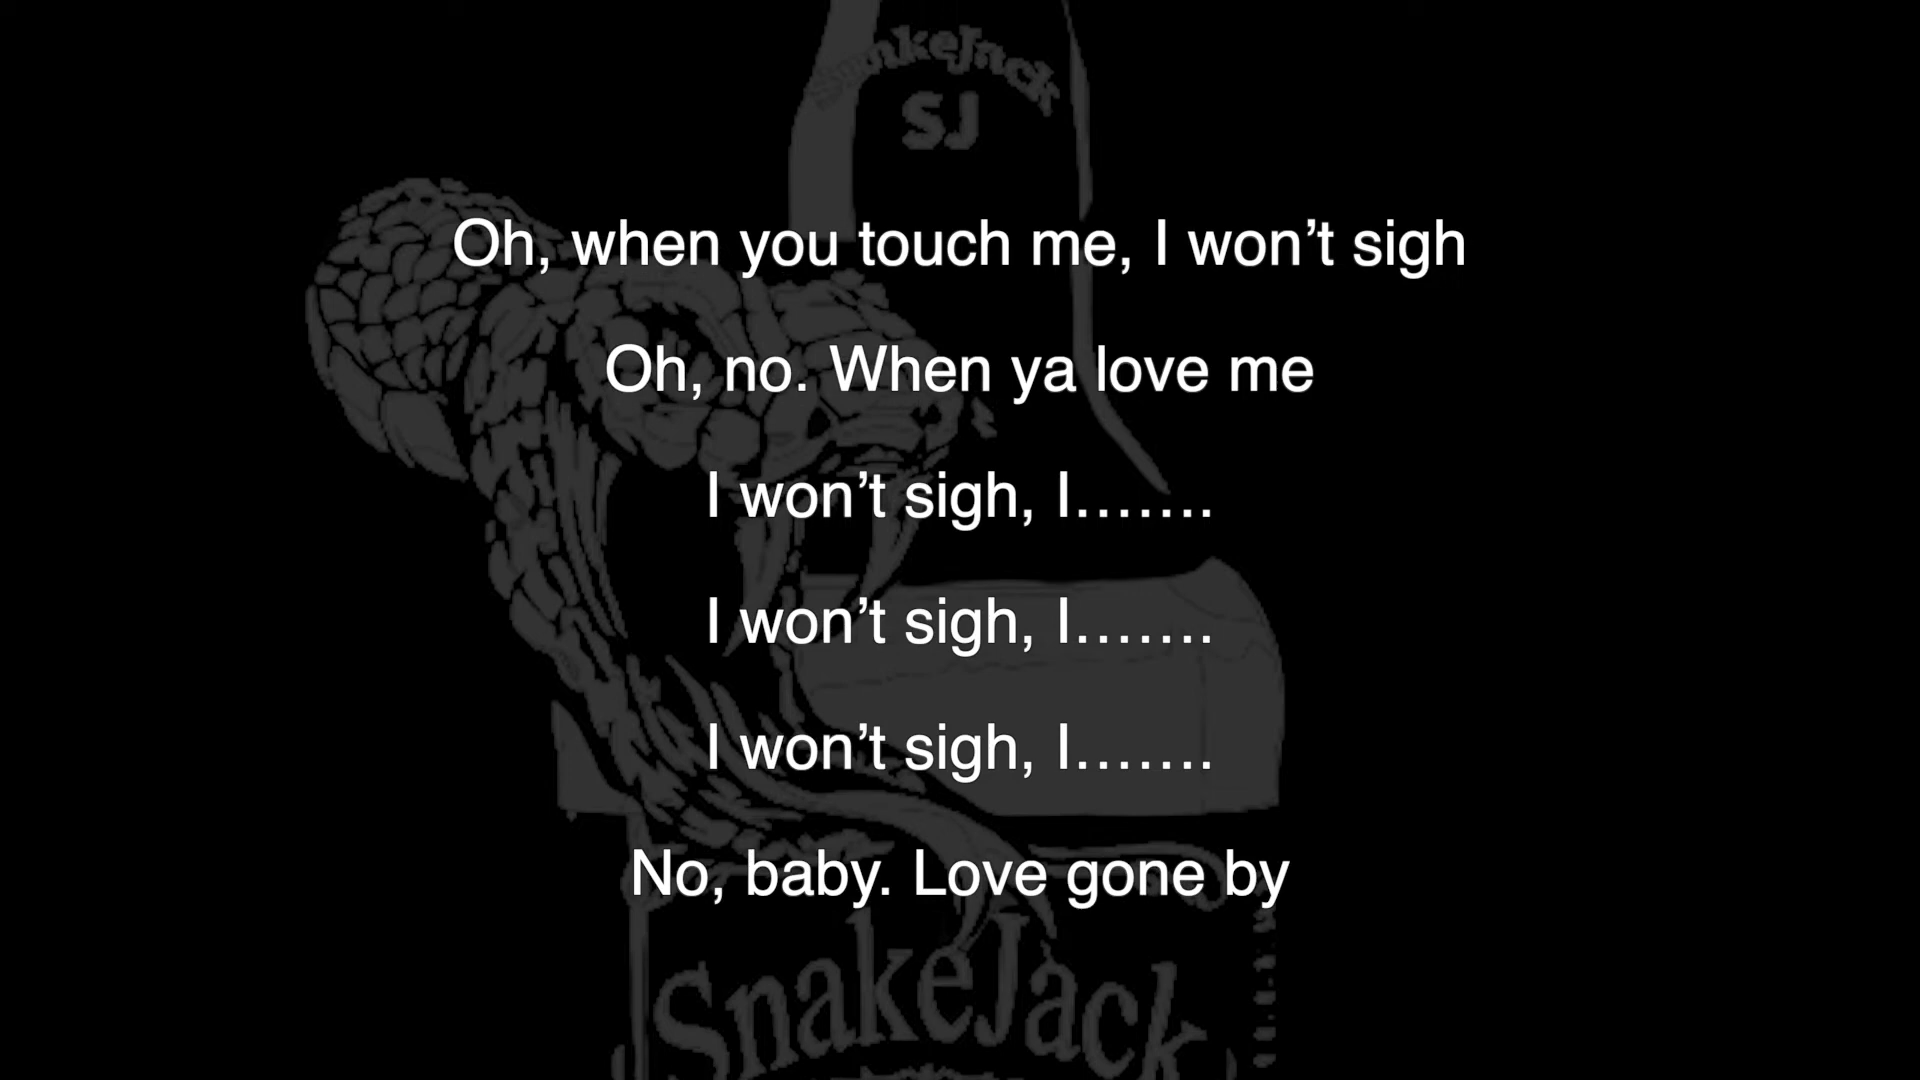 SnakeJack
SJ
Oh, when you touch me, I won’t sigh
Oh, no. When ya love me
I won’t sigh, I…….
I won’t sigh, I…….
I won’t sigh, I…….
No, baby. Love gone by
SnakeJack